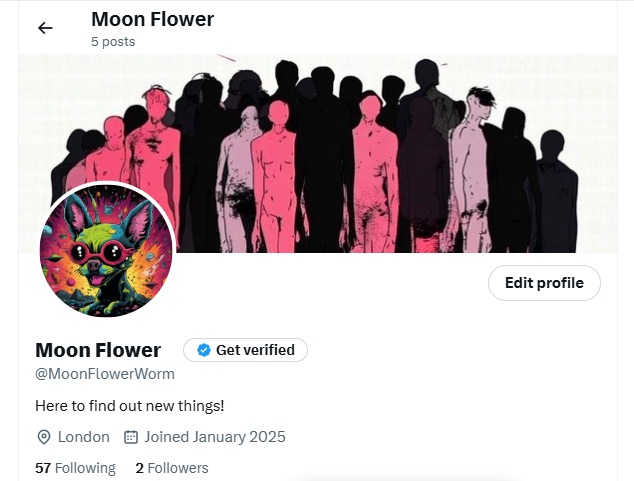 Moon Flower
5 posts
Edit profile
Moon Flower Get verified
@MoonFlowerWorm
Here to find out new things!
London Joined January 2025
57 Following 2 Followers